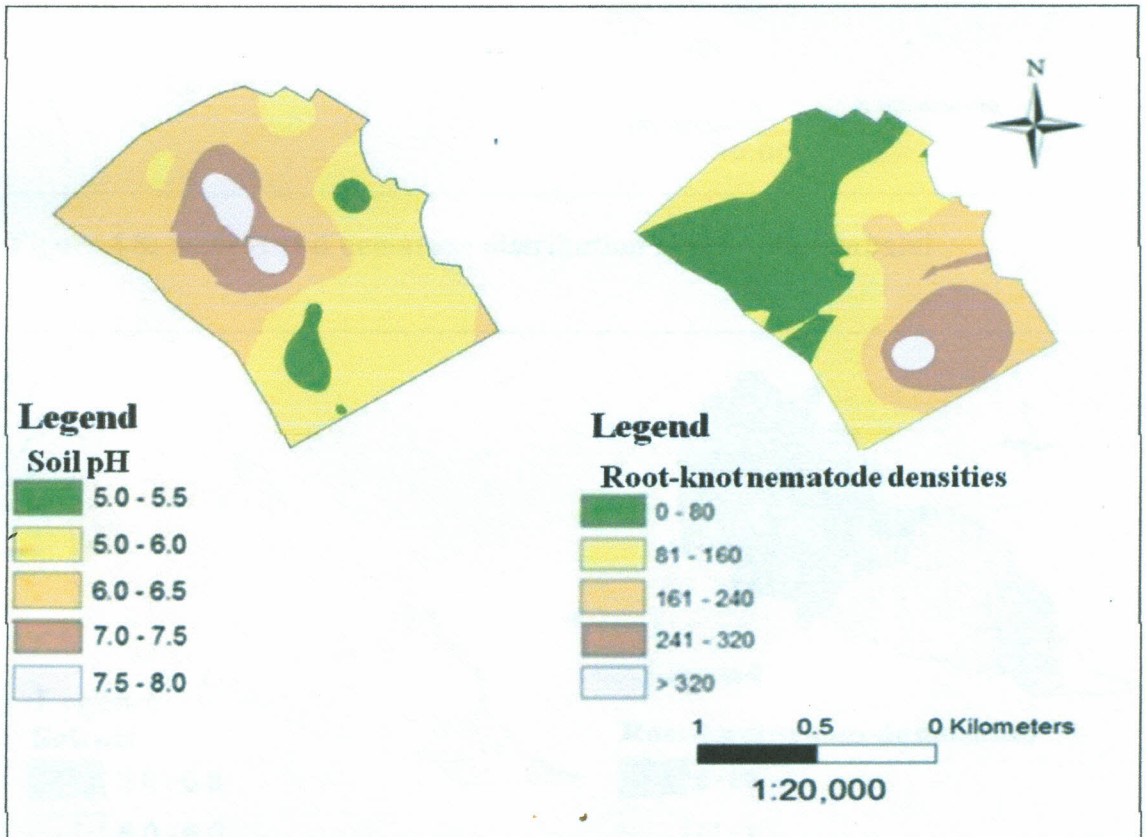 N
Legend
Soil pH
5.0 - 5.5
5.0 - 6.0
6.0 - 6.5
7.0 - 7.5
7.5 - 8.0
Legend
Root-knot nematode densities
0 - 80
81 - 160
161 - 240
241 - 320
> 320
1 0.5 0 Kilometers
1:20,000